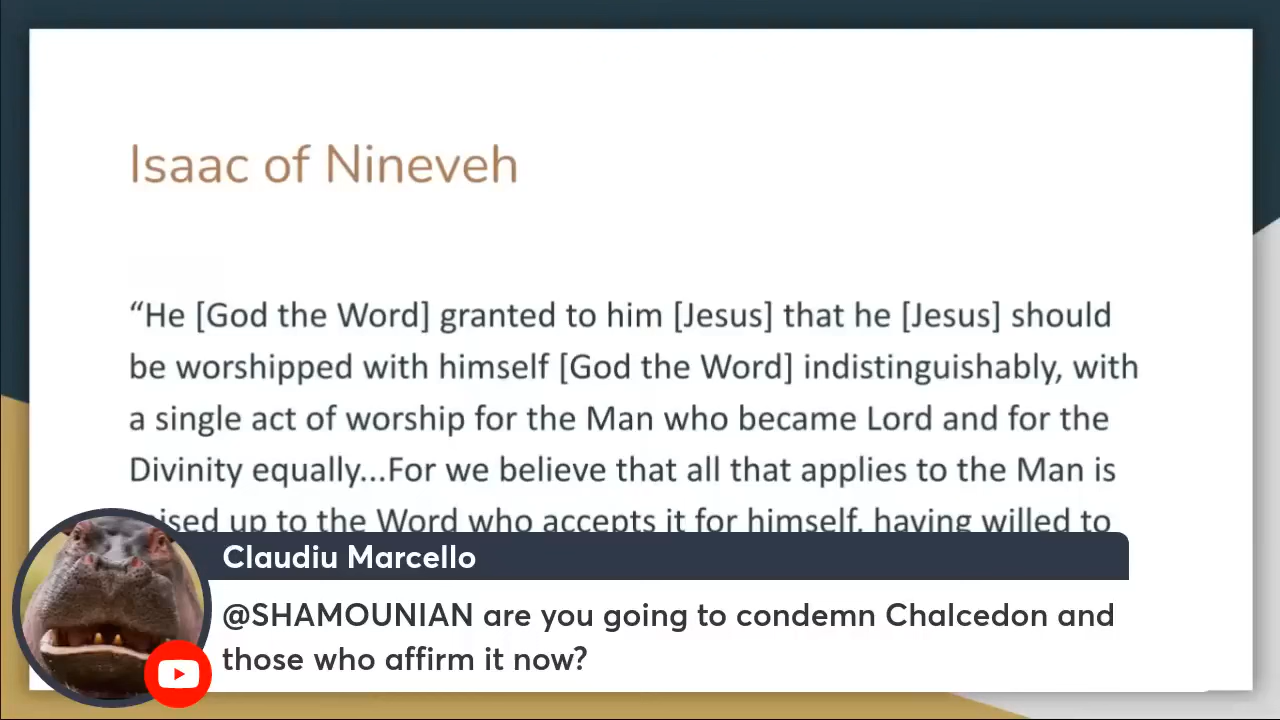 Isaac of Nineveh
“He [God the Word] granted to him [Jesus] that he [Jesus] should
be worshipped with himself [God the Word] indistinguishably, with
a single act of worship for the Man who became Lord and for the
Divinity equally...For we believe that all that applies to the Man is
up to the Word who accepts it for himself, having willed to
Claudiu Marcello
@SHAMOUNIAN are you going to condemn Chalcedon and
those who affirm it now?